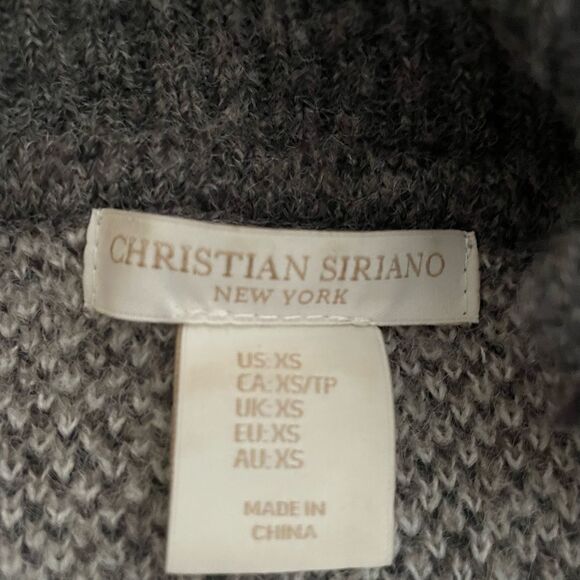 CHRISTIAN SIRIANO
NEW YORK
US:XS
CA:XS/TP
UK:XS
EU:XS
AU:XS
MADE IN
CHINA